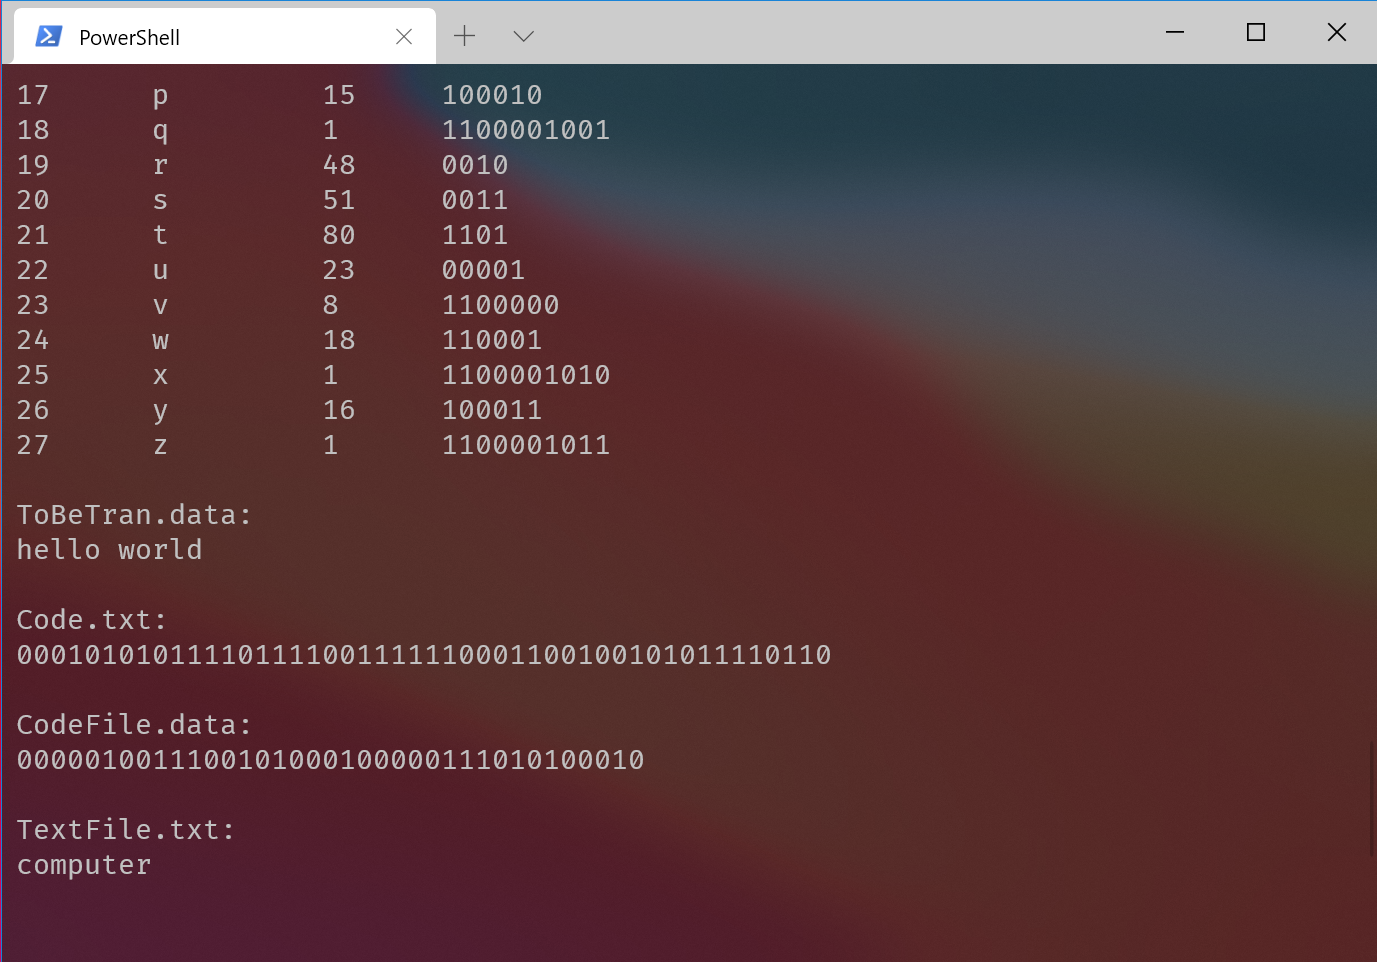 PowerShell
17 p 15 100010
18 q 1 1100001001
19 r 48 0010
20 s 51 0011
21 t 80 1101
22 u 23 00001
23 v 8 1100000
24 w 18 110001
25 x 1 1100001010
26 y 16 100011
27 z 1 1100001011
ToBeTran.data:
hello world
Code.txt:
000101010111101111001111110001100100101011110110
CodeFile.data:
0000010011100101000100000111010100010
TextFile.txt:
computer